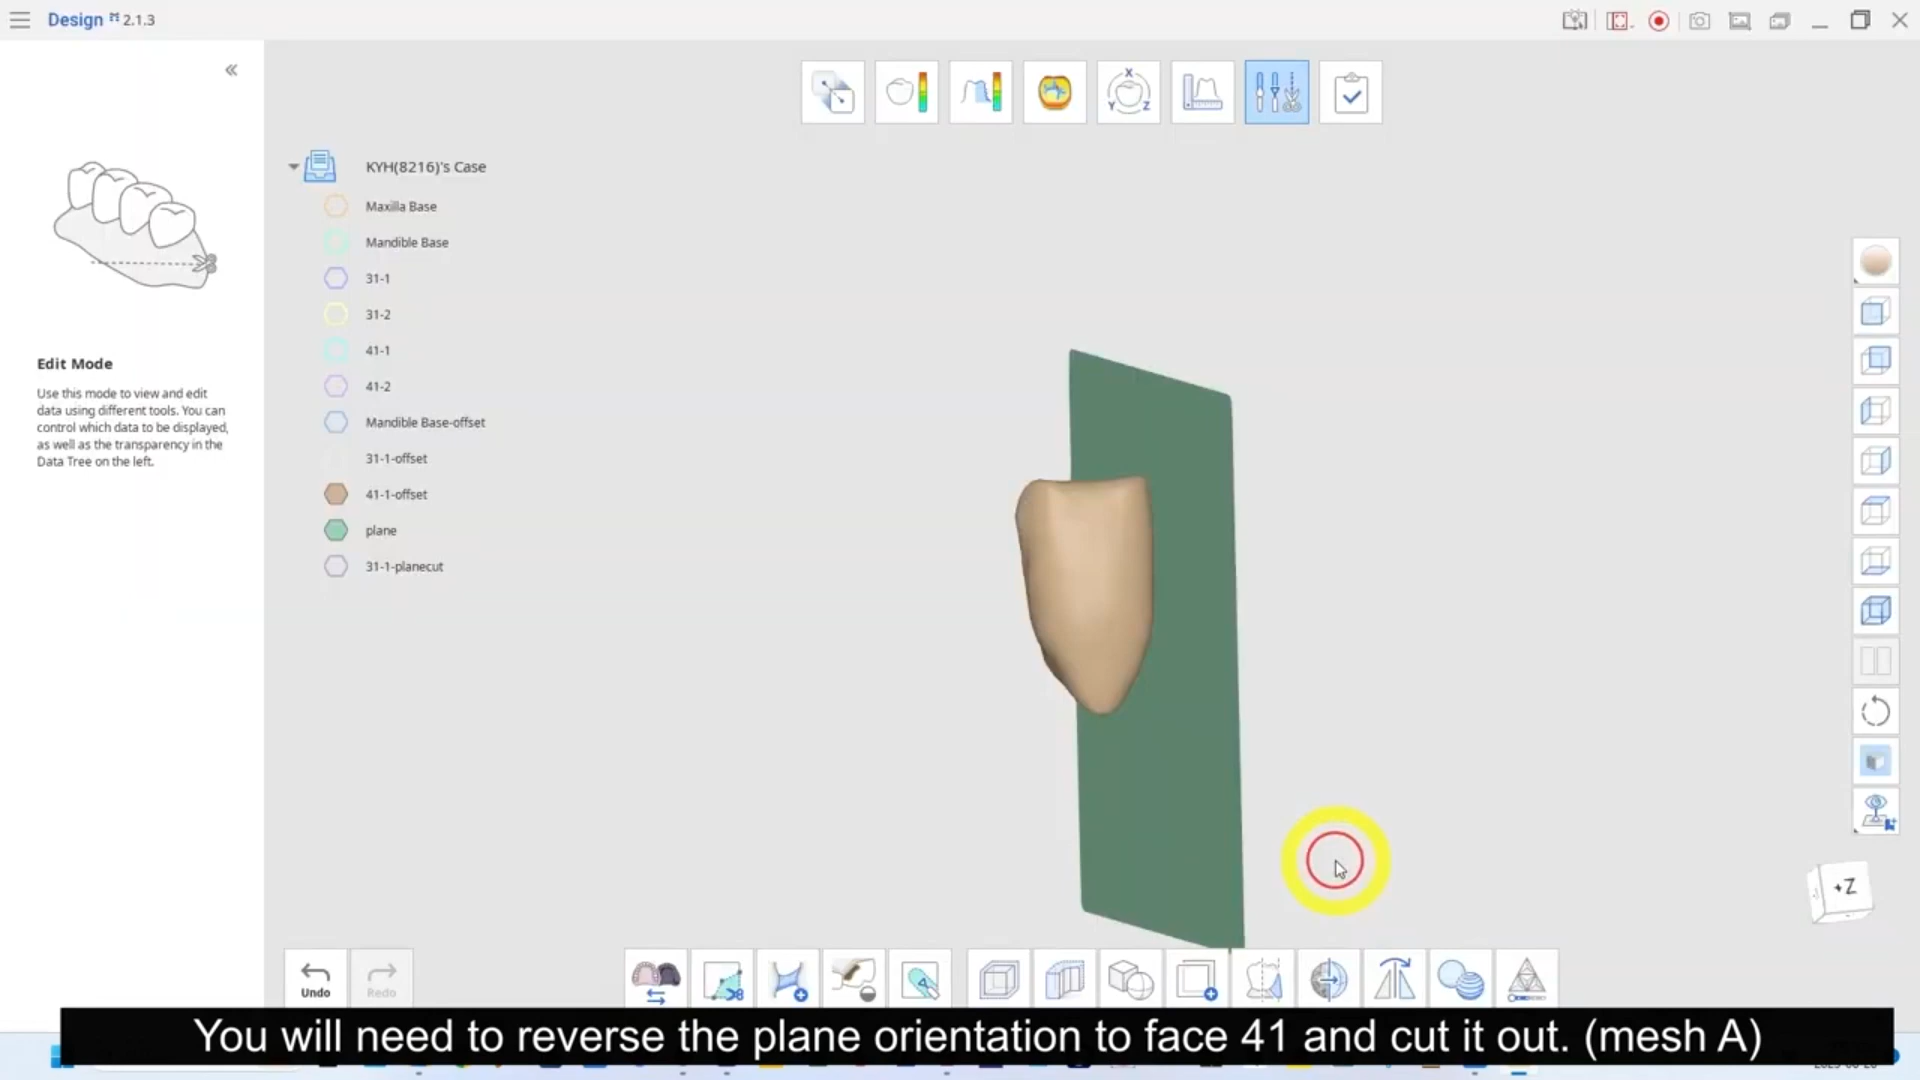 Design 2.1.3
KYH(8216)'s Case
Maxilla Base
Mandible Base
31-1
31-2
41-1
41-2
Mandible Base-offset
31-1-offset
41-1-offset
plane
31-1-planecut
Edit Mode
Use this mode to view and edit
data using different tools. You can
control which data to be displayed,
as well as the transparency in the
Data Tree on the left.
X
Y
Z
+Z
Undo
Redo
You will need to reverse the plane orientation to face 41 and cut it out. (mesh A)